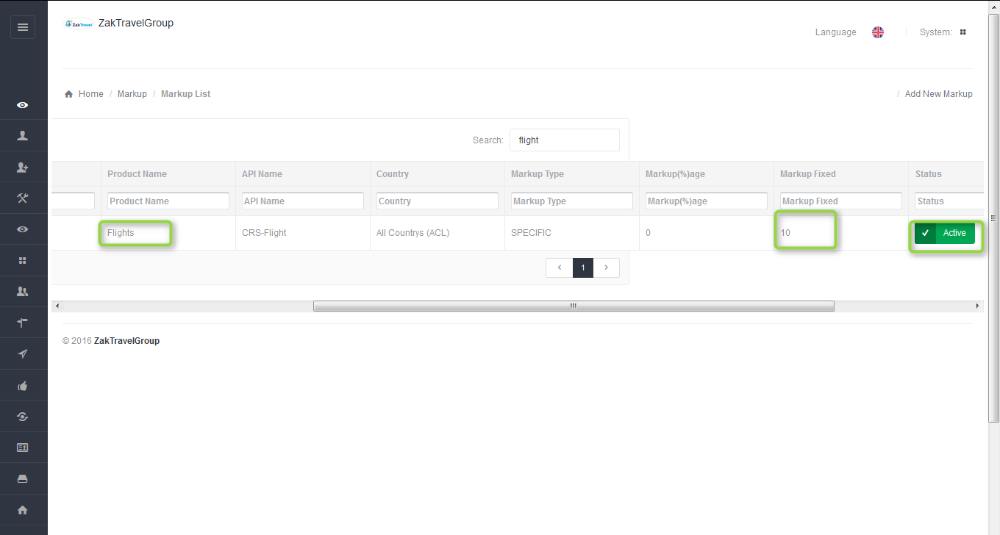 ZakTravel ZakTravelGroup
Language System:
Home / Markup / Markup List / Add New Markup
Search: flight
Product Name API Name Country Markup Type Markup(%)age Markup Fixed Status
Product Name API Name Country Markup Type Markup(%)age Markup Fixed Status
Flights CRS-Flight All Countrys (ACL) SPECIFIC 0 10 Active
1
© 2016 ZakTravelGroup